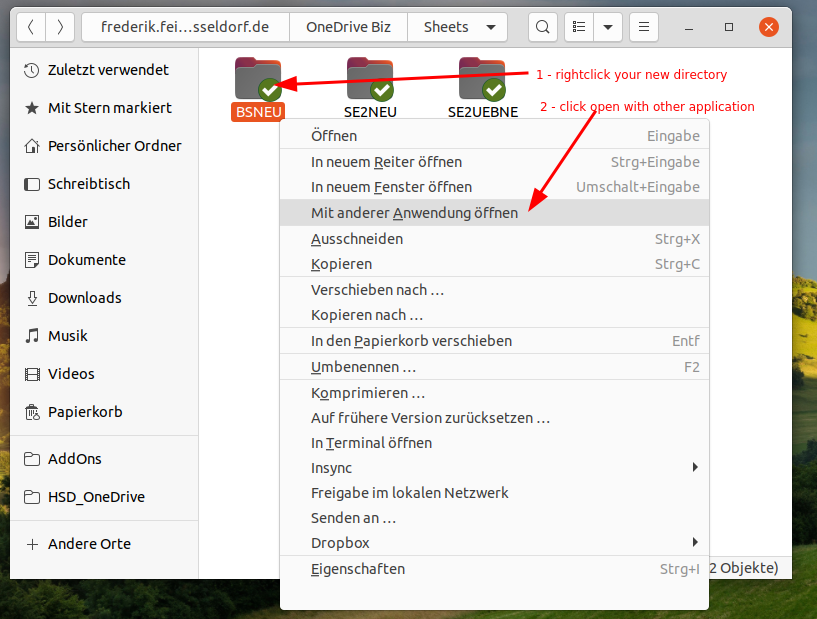 frederik.fei…sseldorf.de
OneDrive Biz
Sheets
Zuletzt verwendet
Mit Stern markiert
Persönlicher Ordner
Schreibtisch
Bilder
Dokumente
Downloads
Musik
Videos
Papierkorb
AddOns
HSD_OneDrive
Andere Orte
BSNEU
SE2NEU
SE2UEBNE
1 - rightclick your new directory
2 - click open with other application
Öffnen Eingabe
In neuem Reiter öffnen Strg+Eingabe
In neuem Fenster öffnen Umschalt+Eingabe
Mit anderer Anwendung öffnen
Ausschneiden Strg+X
Kopieren Strg+C
Verschieben nach …
Kopieren nach …
In den Papierkorb verschieben Entf
Umbenennen … F2
Komprimieren …
Auf frühere Version zurücksetzen …
In Terminal öffnen
Insync
Freigabe im lokalen Netzwerk
Senden an …
Dropbox
Eigenschaften Strg+I
2 Objekte)